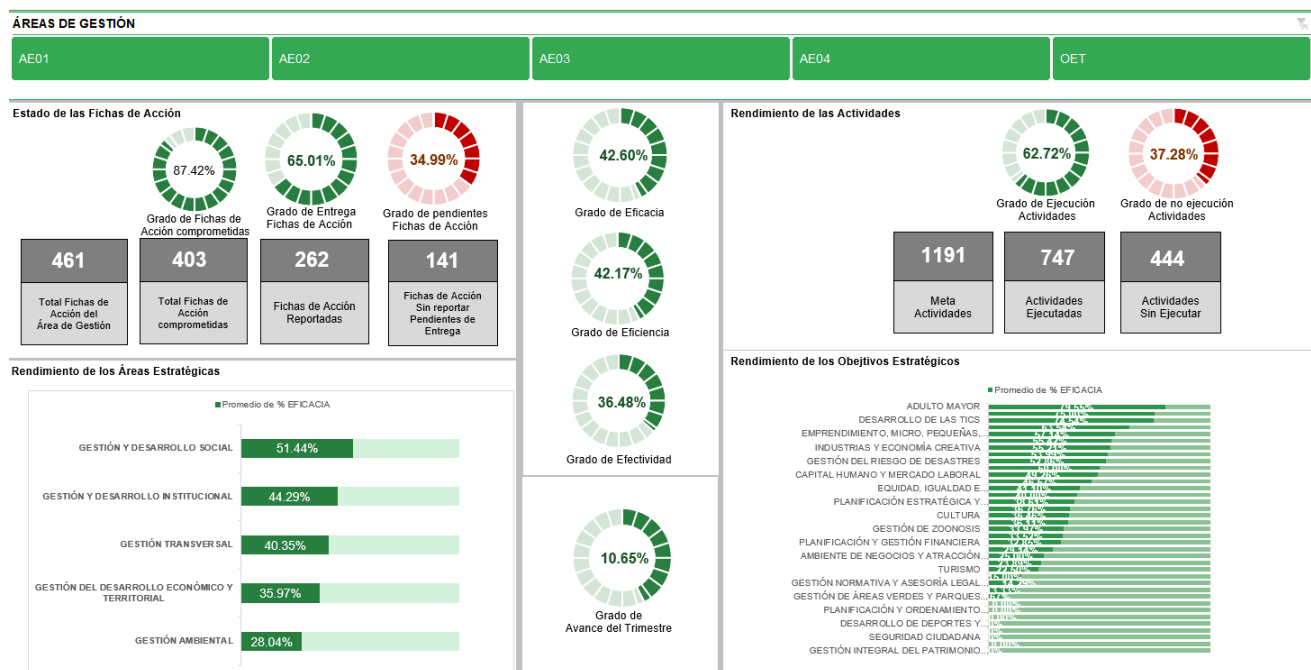 ÁREAS DE GESTIÓN
AE01
AE02
AE03
AE04
OET
Estado de las Fichas de Acción
87.42%
Grado de Fichas de
Acción comprometidas
65.01%
Grado de Entrega
Fichas de Acción
34.99%
Grado de pendientes
Fichas de Acción
461
Total Fichas de
Acción del
Área de Gestión
403
Total Fichas de
Acción
comprometidas
262
Fichas de Acción
Reportadas
141
Fichas de Acción
Sin reportar
Pendientes de
Entrega
42.60%
Grado de Eficacia
42.17%
Grado de Eficiencia
36.48%
Grado de Efectividad
10.65%
Grado de
Avance del Trimestre
Rendimiento de las Actividades
62.72%
Grado de Ejecución
Actividades
37.28%
Grado de no ejecución
Actividades
1191
Meta
Actividades
747
Actividades
Ejecutadas
444
Actividades
Sin Ejecutar
Rendimiento de los Áreas Estratégicas
Promedio de % EFICACIA
GESTIÓN Y DESARROLLO SOCIAL
51.44%
GESTIÓN Y DESARROLLO INSTITUCIONAL
44.29%
GESTIÓN TRANSVERSAL
40.35%
GESTIÓN DEL DESARROLLO ECONÓMICO Y
TERRITORIAL
35.97%
GESTIÓN AMBIENTAL
28.04%
Rendimiento de los Obejtivos Estratégicos
Promedio de % EFICACIA
ADULTO MAYOR
DESARROLLO DE LAS TICS
EMPRENDIMIENTO, MICRO, PEQUEÑAS,...
INDUSTRIAS Y ECONOMÍA CREATIVA
GESTIÓN DEL RIESGO DE DESASTRES
CAPITAL HUMANO Y MERCADO LABORAL
EQUIDAD, IGUALDAD E...
PLANIFICACIÓN ESTRATÉGICA Y...
CULTURA
GESTIÓN DE ZOONOSIS
PLANIFICACIÓN Y GESTIÓN FINANCIERA
AMBIENTE DE NEGOCIOS Y ATRACCIÓN...
TURISMO
GESTIÓN NORMATIVA Y ASESORÍA LEGAL...
GESTIÓN DE ÁREAS VERDES Y PARQUES...
PLANIFICACIÓN Y ORDENAMIENTO...
DESARROLLO DE DEPORTES Y...
SEGURIDAD CIUDADANA
GESTIÓN INTEGRAL DEL PATRIMONIO...